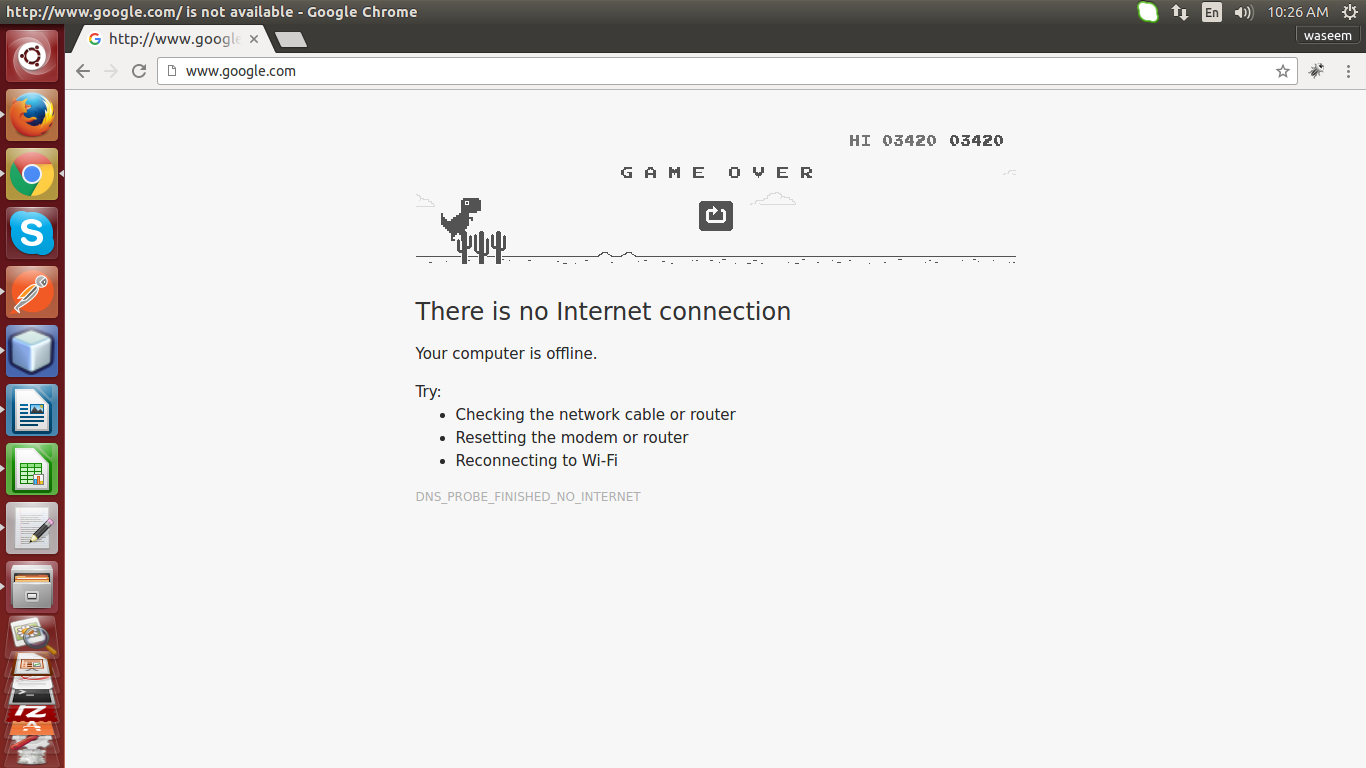 http://www.google.com/ is not available - Google Chrome
En
10:26 AM
http://www.google
waseem
www.google.com
HI 03420 03420
GAME OVER
There is no Internet connection
Your computer is offline.
Try:
Checking the network cable or router
Resetting the modem or router
Reconnecting to Wi-Fi
DNS_PROBE_FINISHED_NO_INTERNET